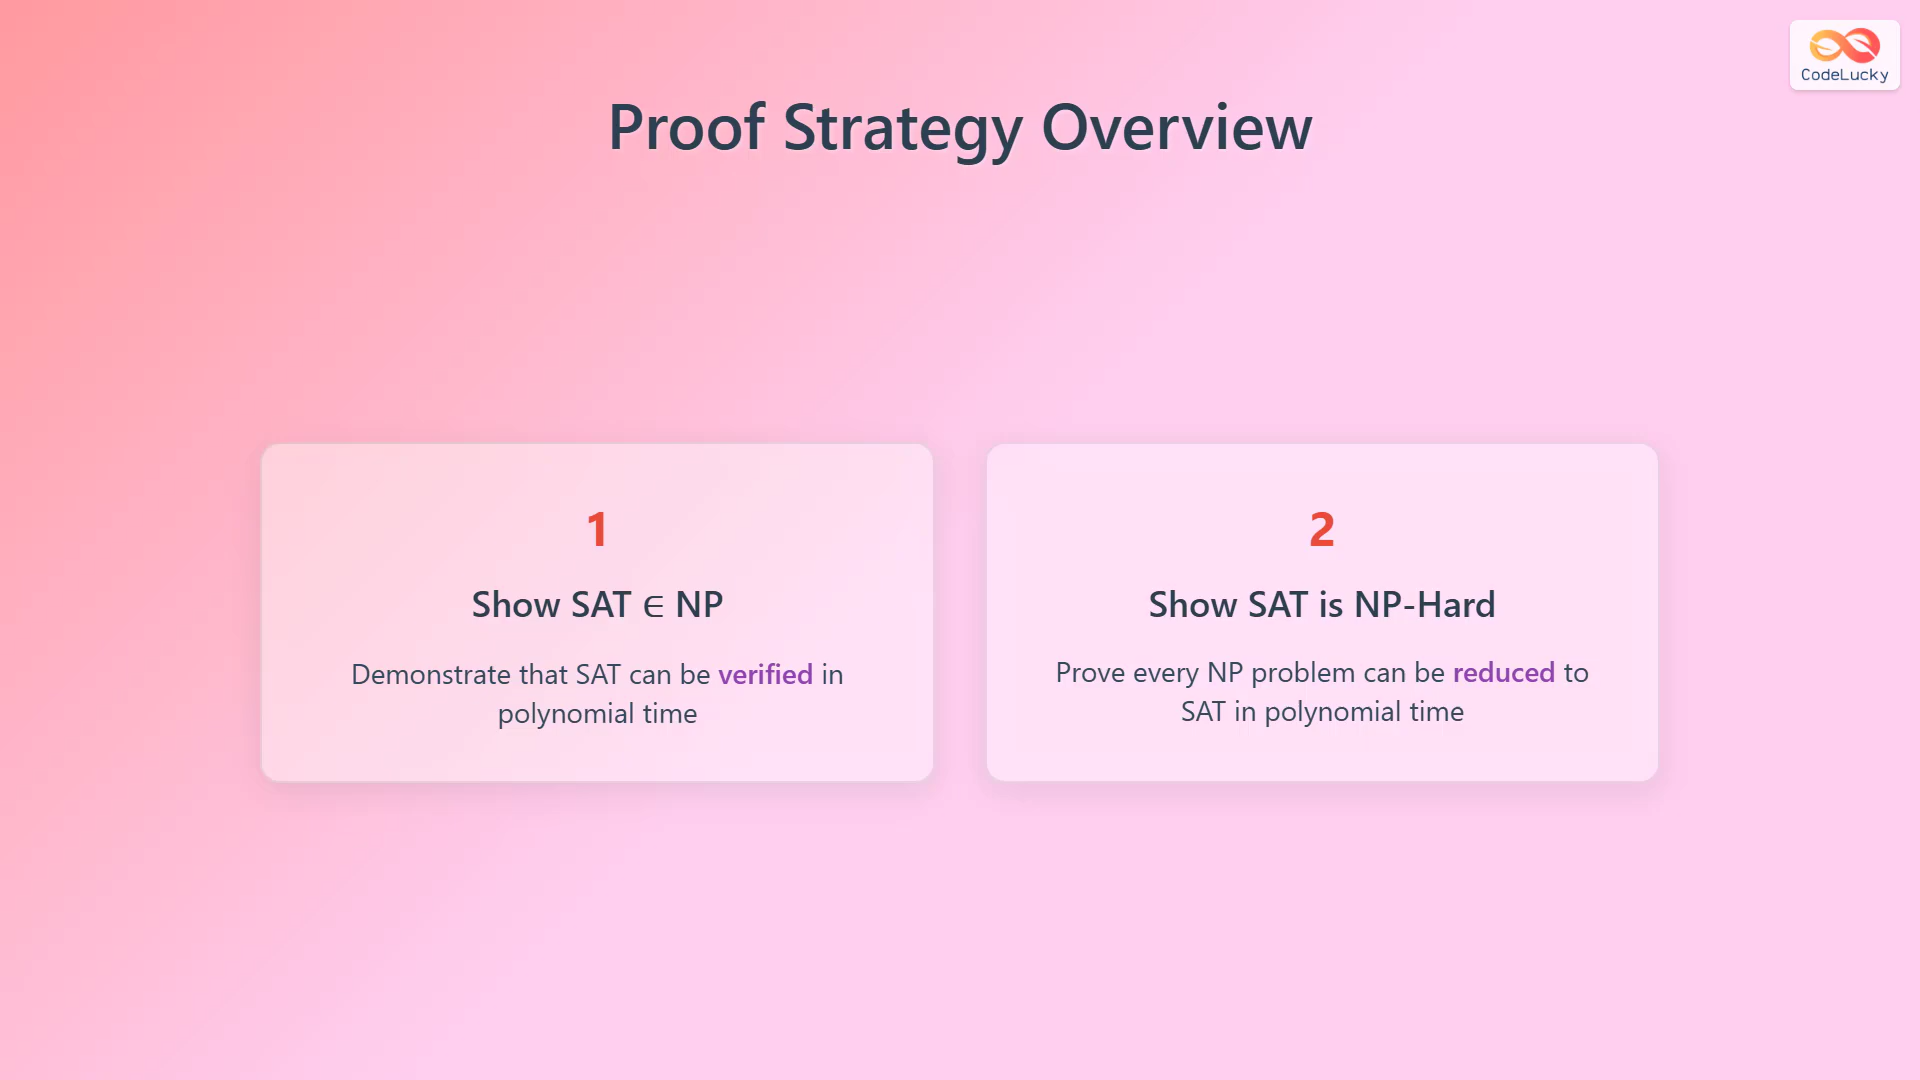 CodeLucky
Proof Strategy Overview
1
Show SAT ∈ NP
Demonstrate that SAT can be verified in
polynomial time
2
Show SAT is NP-Hard
Prove every NP problem can be reduced to
SAT in polynomial time